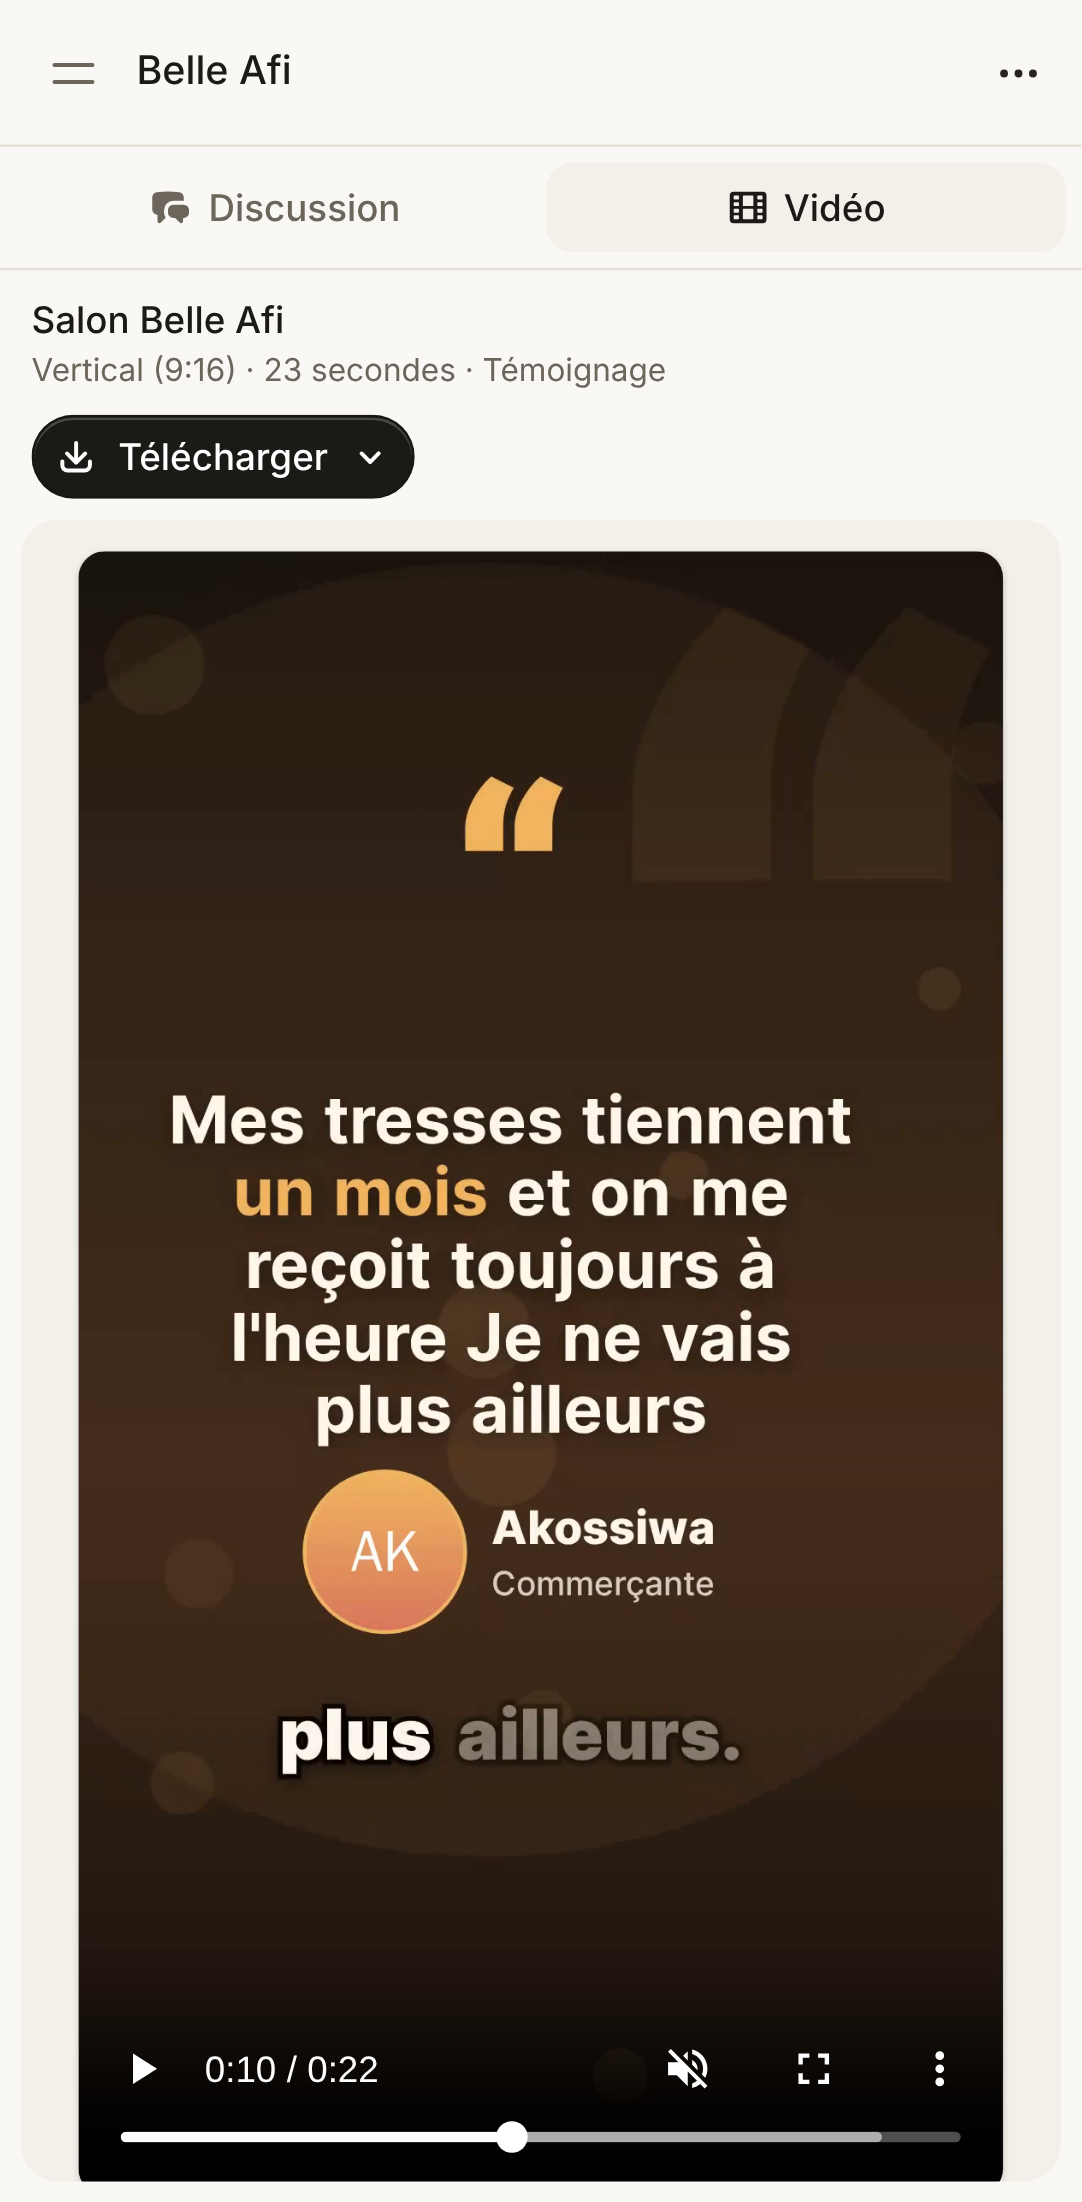 Belle Afi
Discussion
Vidéo
Salon Belle Afi
Vertical (9:16) · 23 secondes · Témoignage
Télécharger
“
Mes tresses tiennent
un mois et on me
reçoit toujours à
l'heure Je ne vais
plus ailleurs
AK
Akossiwa
Commerçante
plus ailleurs.
0:10 / 0:22